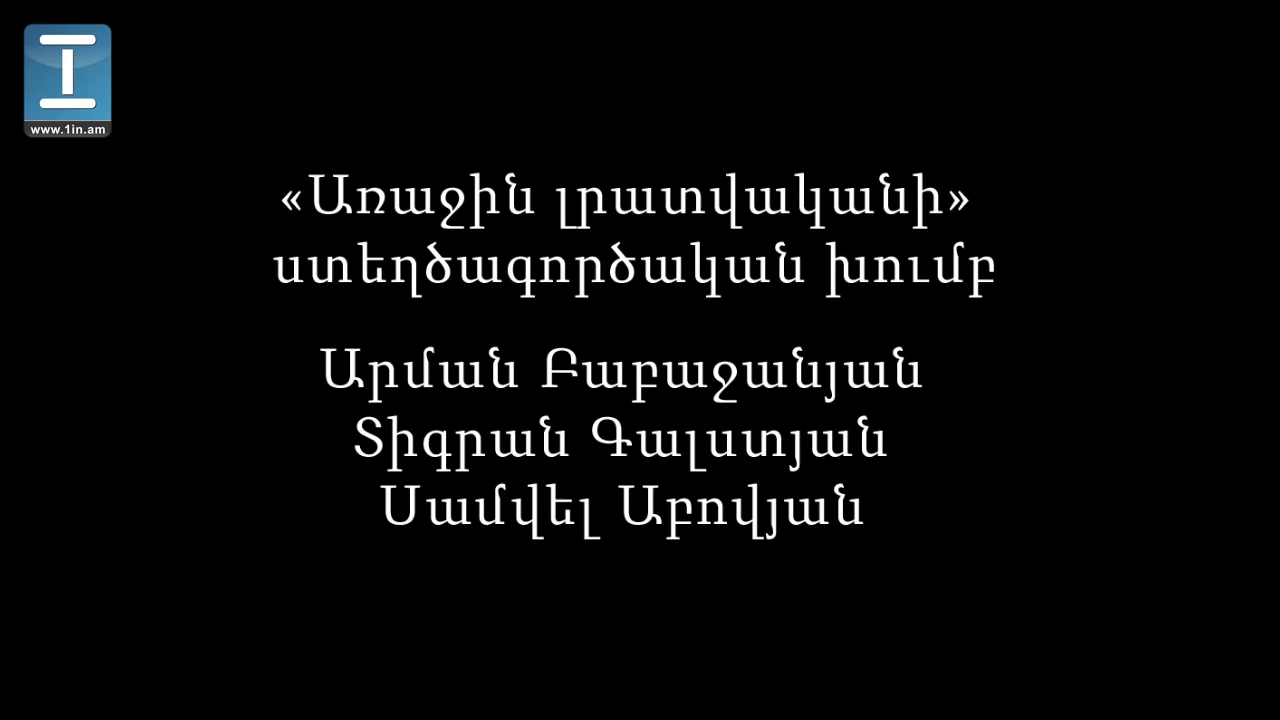 www.1in.am
«Առաջին լրատվականի»
ստեղծագործական խումբ
Արման Բաբաջանյան
Տիգրան Գալստյան
Սամվել Աբովյան